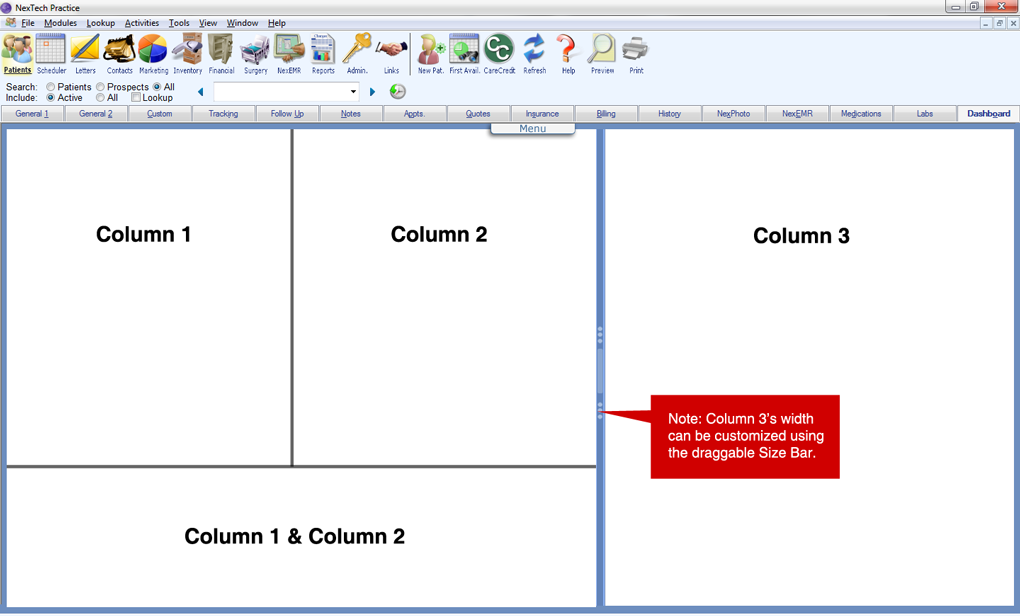 NexTech Practice
File Modules Lookup Activities Tools View Window Help
Patients Scheduler Letters Contacts Marketing Inventory Financial Surgery NexEMR Reports Admin. Links New Pat. First Avail. CareCredit Refresh Help Preview Print
CC
Search: Patients Prospects All
Include: Active All Lookup
General 1 General 2 Custom Tracking Follow Up Notes Appts. Quotes Insurance Billing History NexPhoto NexEMR Medications Labs Dashboard
Menu
Column 1 Column 2 Column 3
Note: Column 3's width
can be customized using
the draggable Size Bar.
Column 1 & Column 2